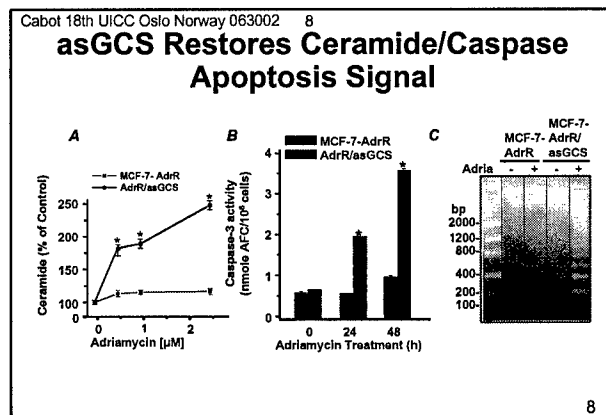 Cabot 18th UICC Oslo Norway 063002 8
asGCS Restores Ceramide/Caspase
Apoptosis Signal
A
MCF-7- AdrR
AdrR/asGCS
Ceramide (% of Control)
250
200
150
100
* * *
0 1 2
Adriamycin [µM]
B
MCF-7-AdrR
AdrR/asGCS
Caspase-3 activity
(nmole AFC/10⁶ cells)
4
3
2
1
0
* *
0 24 48
Adriamycin Treatment (h)
C
MCF-7-
AdrR
MCF-7-
AdrR/
asGCS
Adria - + - +
bp
2000
1200
800
400
200
100
8